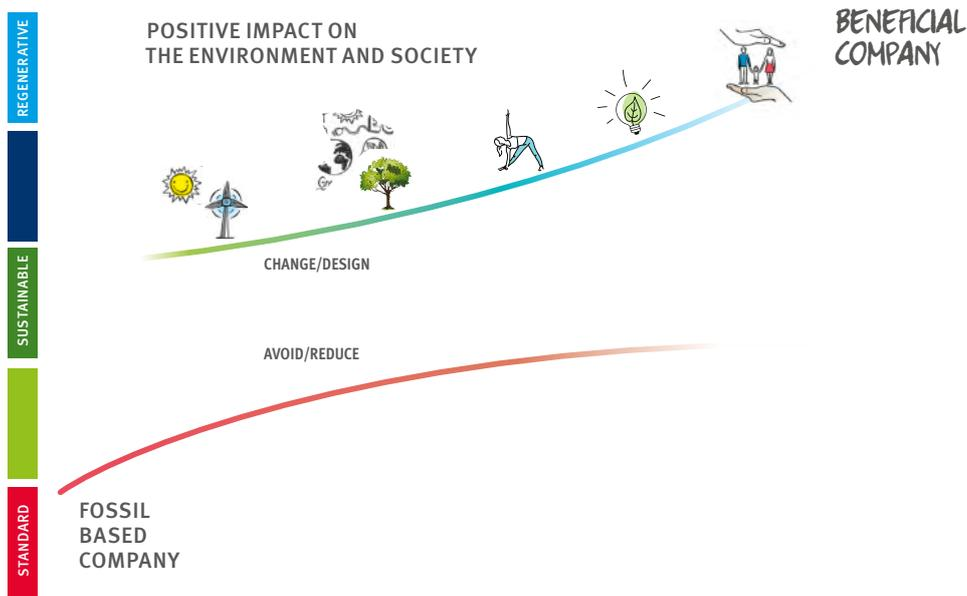 REGENERATIVE
SUSTAINABLE
STANDARD
POSITIVE IMPACT ON
THE ENVIRONMENT AND SOCIETY
BENEFICIAL
COMPANY
CHANGE/DESIGN
AVOID/REDUCE
FOSSIL
BASED
COMPANY